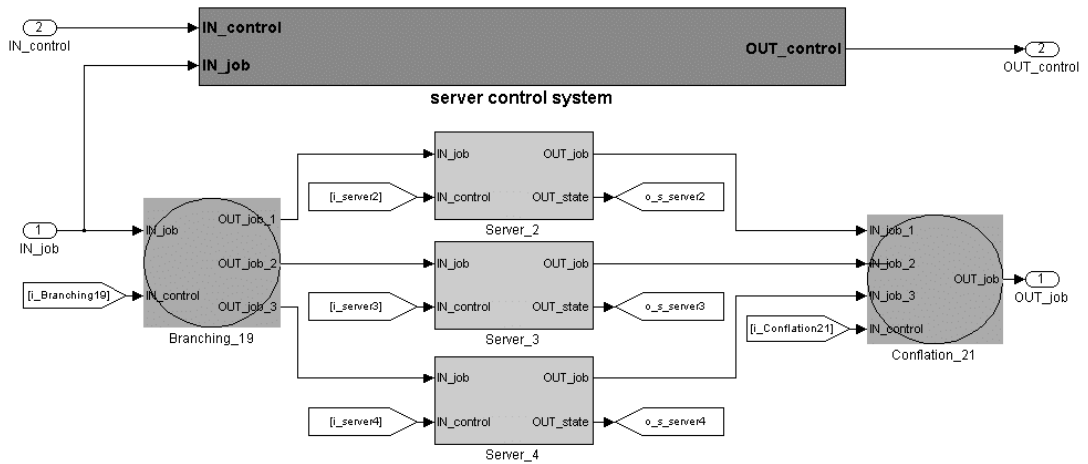 2
IN_control
IN_control
IN_job
OUT_control
2
OUT_control
server control system
IN_job
OUT_job
[i_server2]
IN_control
OUT_state
o_s_server2
Server_2
1
IN_job
IN_job
OUT_job_1
OUT_job_2
OUT_job_3
[i_Branching19]
IN_control
Branching_19
IN_job
OUT_job
[i_server3]
IN_control
OUT_state
o_s_server3
Server_3
IN_job
OUT_job
[i_server4]
IN_control
OUT_state
o_s_server4
Server_4
IN_job_1
IN_job_2
IN_job_3
[i_Conflation21]
IN_control
OUT_job
Conflation_21
1
OUT_job